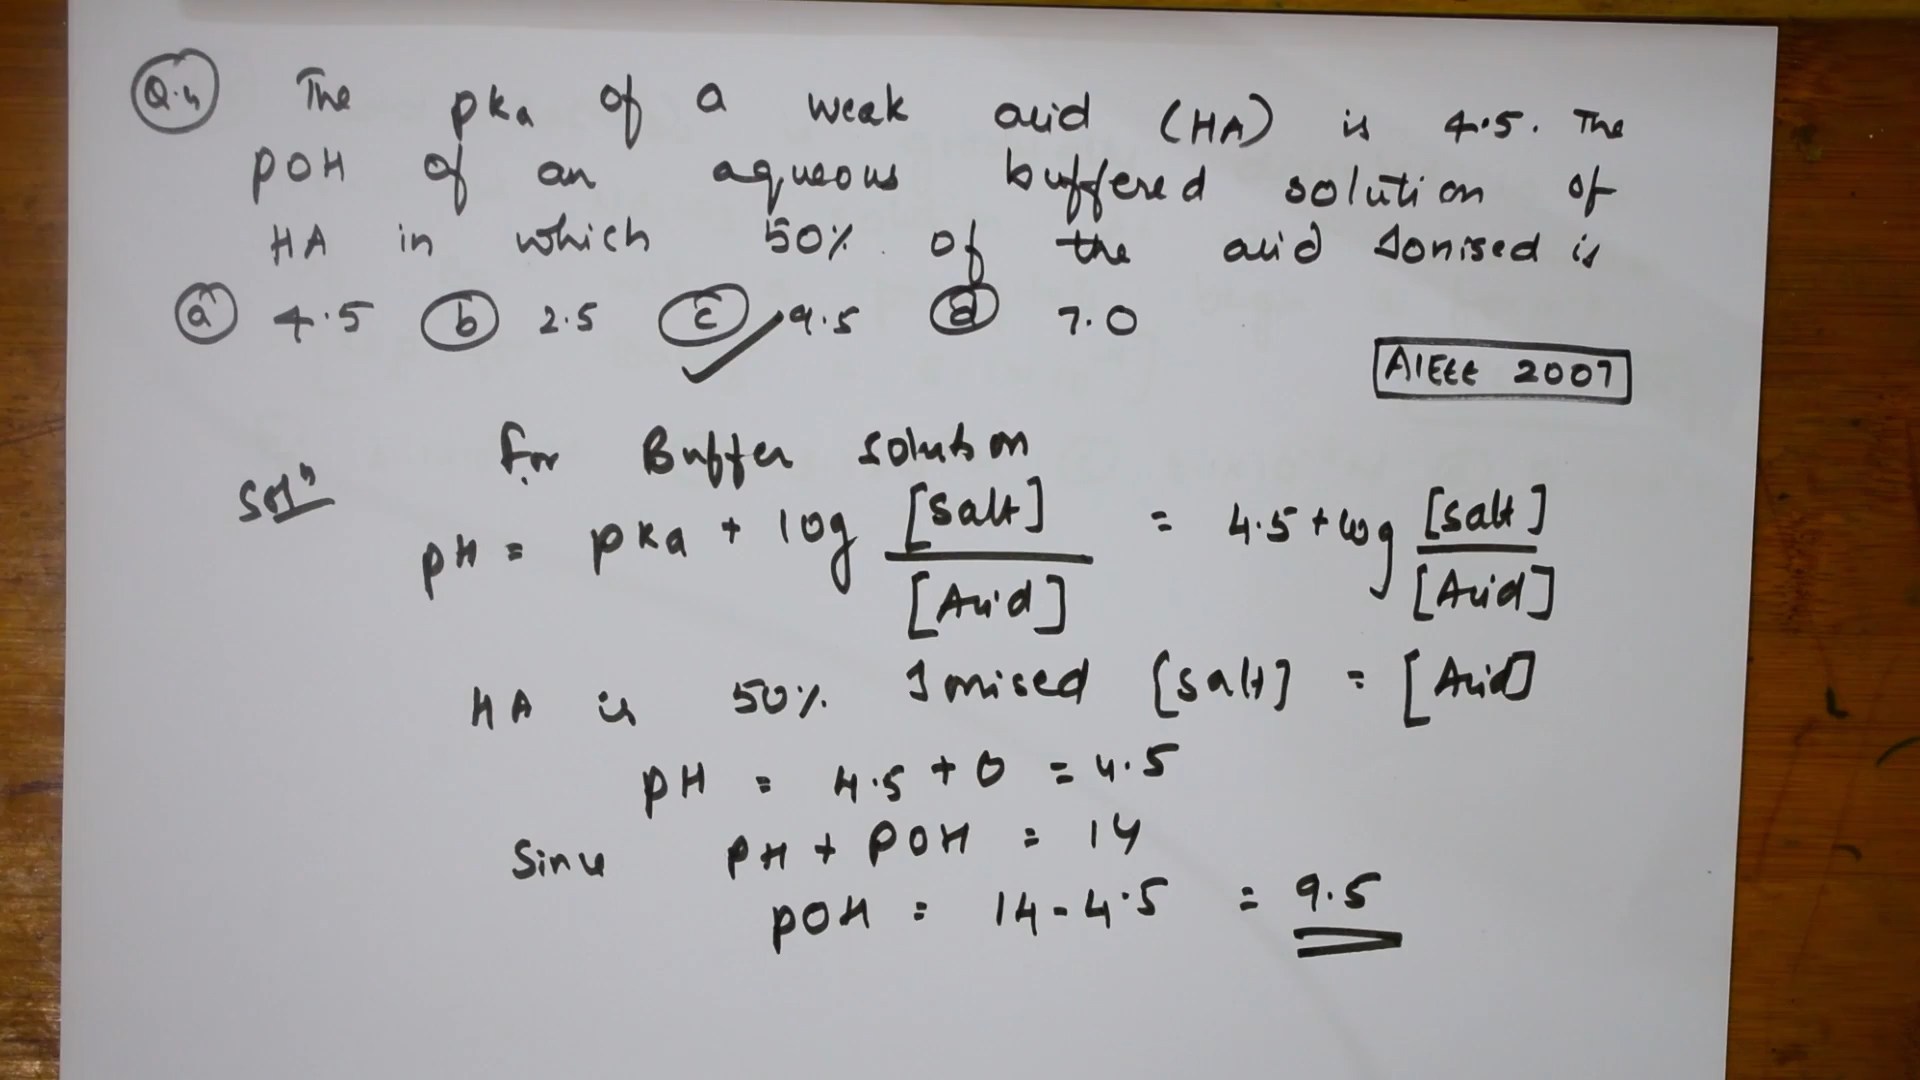 Q.4 The pka of a weak acid (HA) is 4.5. The
pOH of an aqueous buffered solution of
HA in which 50% of the acid Ionised is
a 4.5 b 2.5 c 9.5 d 7.0
AIEEE 2007
Solⁿ For Buffer solution
pH = pka + log [Salt] / [Acid] = 4.5 + log [Salt] / [Acid]
HA is 50% Ionised [salt] = [Acid]
pH = 4.5 + 0 = 4.5
Since PH + POH = 14
pOH = 14 - 4.5 = 9.5